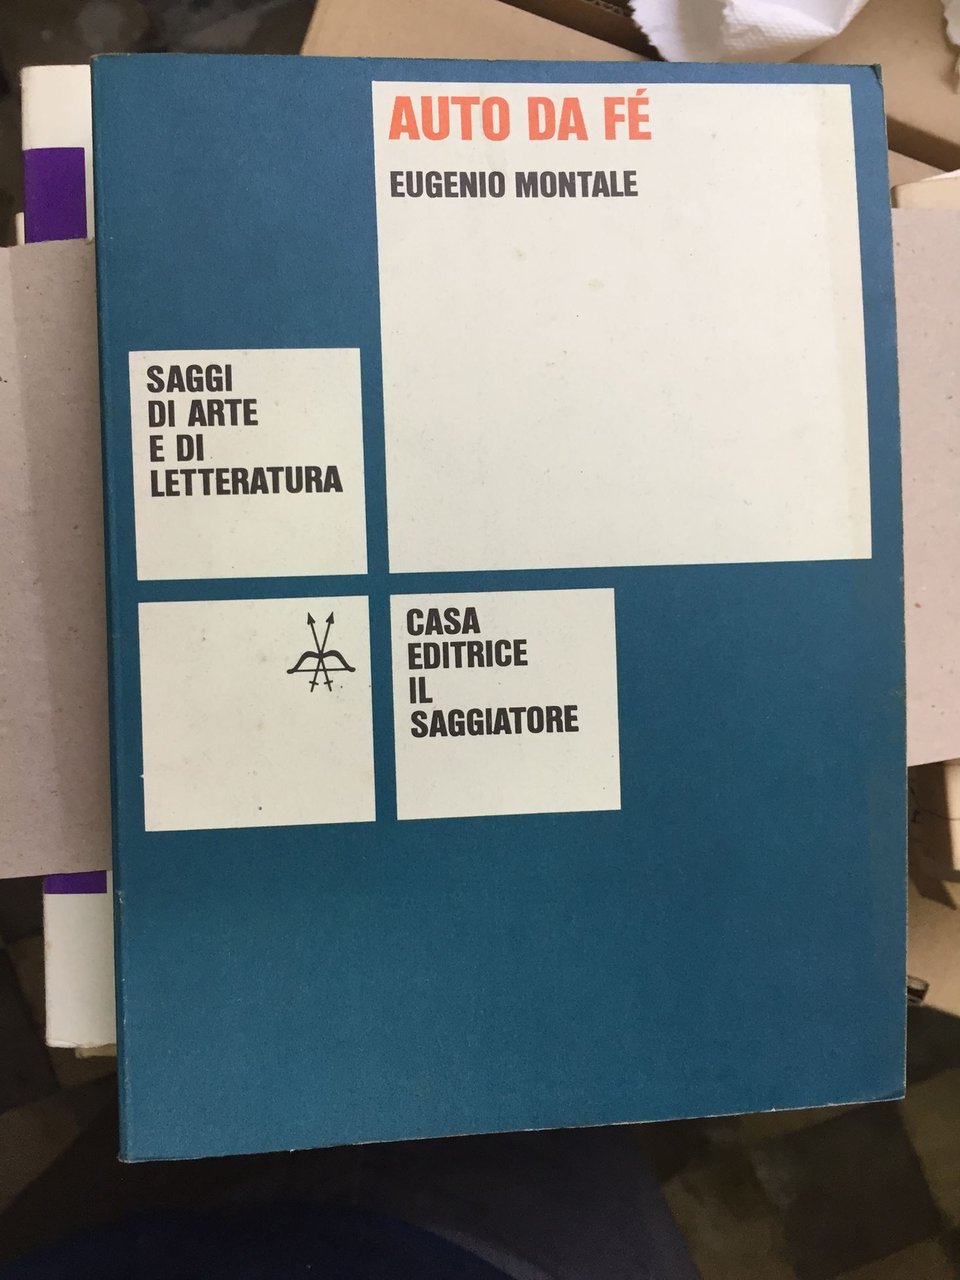 AUTO DA FÉ
EUGENIO MONTALE
SAGGI
DI ARTE
E DI
LETTERATURA
CASA
EDITRICE
IL
SAGGIATORE